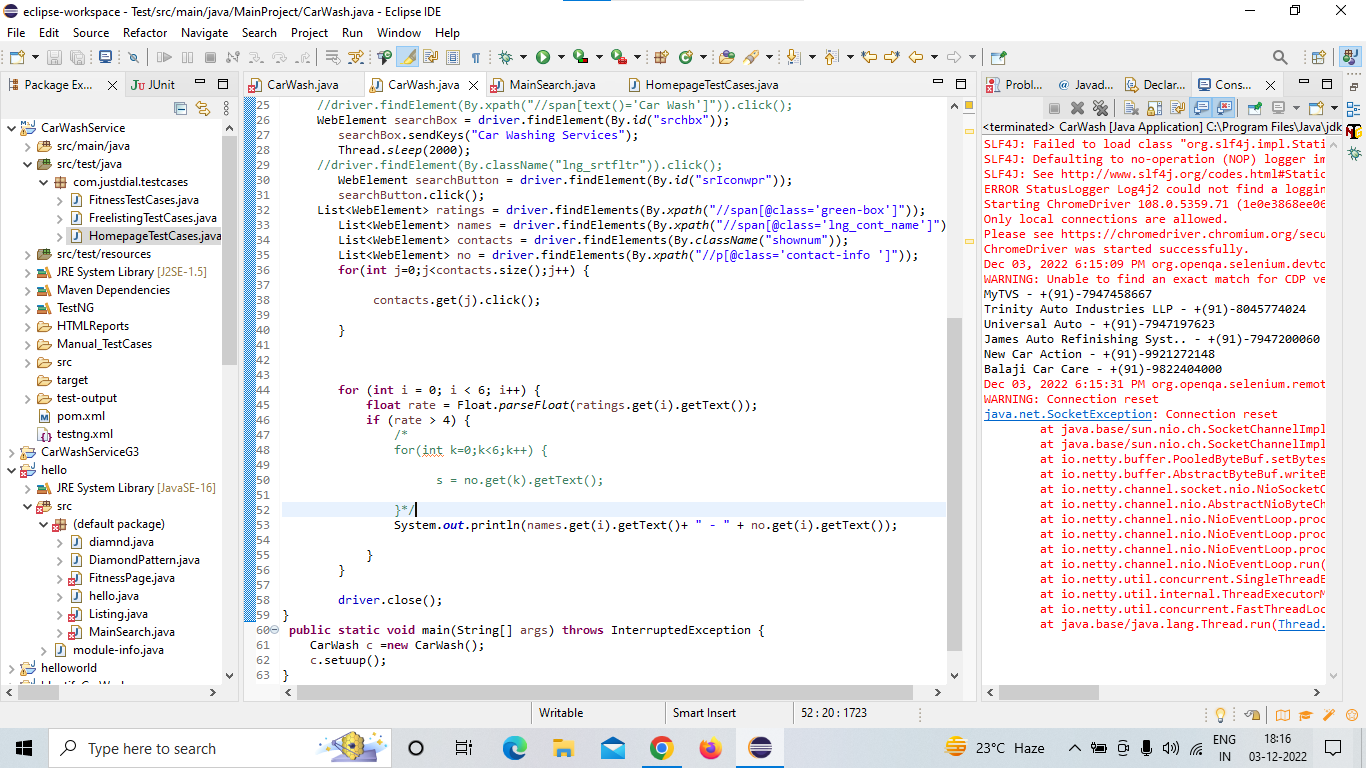 eclipse-workspace - Test/src/main/java/MainProject/CarWash.java - Eclipse IDE
File Edit Source Refactor Navigate Search Project Run Window Help
Package Ex... JUnit
CarWashService
src/main/java
src/test/java
com.justdial.testcases
FitnessTestCases.java
FreelistingTestCases.java
HomepageTestCases.java
src/test/resources
JRE System Library [J2SE-1.5]
Maven Dependencies
TestNG
HTMLReports
Manual_TestCases
src
target
test-output
pom.xml
testng.xml
CarWashServiceG3
hello
JRE System Library [JavaSE-16]
src
(default package)
diamnd.java
DiamondPattern.java
FitnessPage.java
hello.java
Listing.java
MainSearch.java
module-info.java
helloworld
CarWash.java CarWash.java MainSearch.java HomepageTestCases.java
25 //driver.findElement(By.xpath("//span[text()='Car Wash']")).click();
26 WebElement searchBox = driver.findElement(By.id("srchbx"));
27 searchBox.sendKeys("Car Washing Services");
28 Thread.sleep(2000);
29 //driver.findElement(By.className("lng_srtfltr")).click();
30 WebElement searchButton = driver.findElement(By.id("srIconwpr"));
31 searchButton.click();
32 List<WebElement> ratings = driver.findElements(By.xpath("//span[@class='green-box']"));
33 List<WebElement> names = driver.findElements(By.xpath("//span[@class='lng_cont_name']")
34 List<WebElement> contacts = driver.findElements(By.className("shownum"));
35 List<WebElement> no = driver.findElements(By.xpath("//p[@class='contact-info ']"));
36 for(int j=0;j<contacts.size();j++) {
37
38 contacts.get(j).click();
39
40 }
41
42
43
44 for (int i = 0; i < 6; i++) {
45 float rate = Float.parseFloat(ratings.get(i).getText());
46 if (rate > 4) {
47 /*
48 for(int k=0;k<6;k++) {
49
50 s = no.get(k).getText();
51
52 }*/
53 System.out.println(names.get(i).getText()+ " - " + no.get(i).getText());
54
55 }
56 }
57
58 driver.close();
59 }
60 public static void main(String[] args) throws InterruptedException {
61 CarWash c =new CarWash();
62 c.setuup();
63 }
Probl... Javad... Declar... Cons...
<terminated> CarWash [Java Application] C:\Program Files\Java\jdk
SLF4J: Failed to load class "org.slf4j.impl.Stati
SLF4J: Defaulting to no-operation (NOP) logger im
SLF4J: See http://www.slf4j.org/codes.html#Static
ERROR StatusLogger Log4j2 could not find a loggin
Starting ChromeDriver 108.0.5359.71 (1e0e3868ee06
Only local connections are allowed.
Please see https://chromedriver.chromium.org/secu
ChromeDriver was started successfully.
Dec 03, 2022 6:15:09 PM org.openqa.selenium.devto
WARNING: Unable to find an exact match for CDP ve
MyTVS - +(91)-7947458667
Trinity Auto Industries LLP - +(91)-8045774024
Universal Auto - +(91)-7947197623
James Auto Refinishing Syst.. - +(91)-7947200060
New Car Action - +(91)-9921272148
Balaji Car Care - +(91)-9822404000
Dec 03, 2022 6:15:31 PM org.openqa.selenium.remot
WARNING: Connection reset
java.net.SocketException: Connection reset
at java.base/sun.nio.ch.SocketChannelImpl
at java.base/sun.nio.ch.SocketChannelImpl
at io.netty.buffer.PooledByteBuf.setBytes
at io.netty.buffer.AbstractByteBuf.writeB
at io.netty.channel.socket.nio.NioSocketC
at io.netty.channel.nio.AbstractNioByteCh
at io.netty.channel.nio.NioEventLoop.proc
at io.netty.channel.nio.NioEventLoop.proc
at io.netty.channel.nio.NioEventLoop.proc
at io.netty.channel.nio.NioEventLoop.run(
at io.netty.util.concurrent.SingleThreadE
at io.netty.util.internal.ThreadExecutorM
at io.netty.util.concurrent.FastThreadLoc
at java.base/java.lang.Thread.run(Thread.
Writable Smart Insert 52 : 20 : 1723
Type here to search
23°C Haze
ENG
IN
18:16
03-12-2022